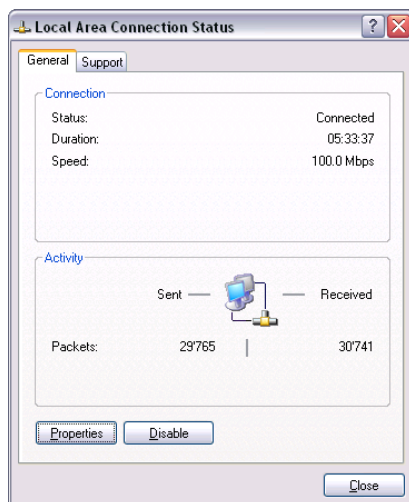 Local Area Connection Status
General Support
Connection
Status: Connected
Duration: 05:33:37
Speed: 100.0 Mbps
Activity
Sent Received
Packets: 29'765 30'741
Properties Disable
Close